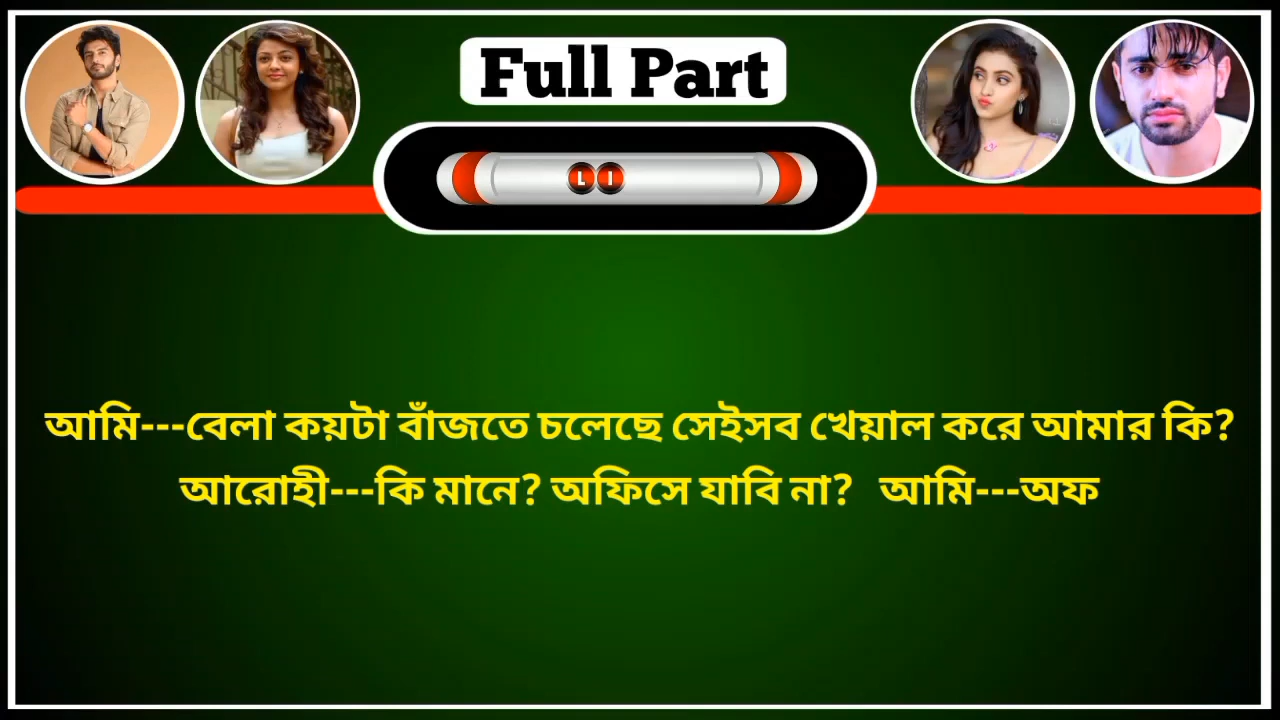 Full Part
L I
আমি---বেলা কয়টা বাঁজতে চলেছে সেইসব খেয়াল করে আমার কি?
আরোহী---কি মানে? অফিসে যাবি না? আমি---অফ